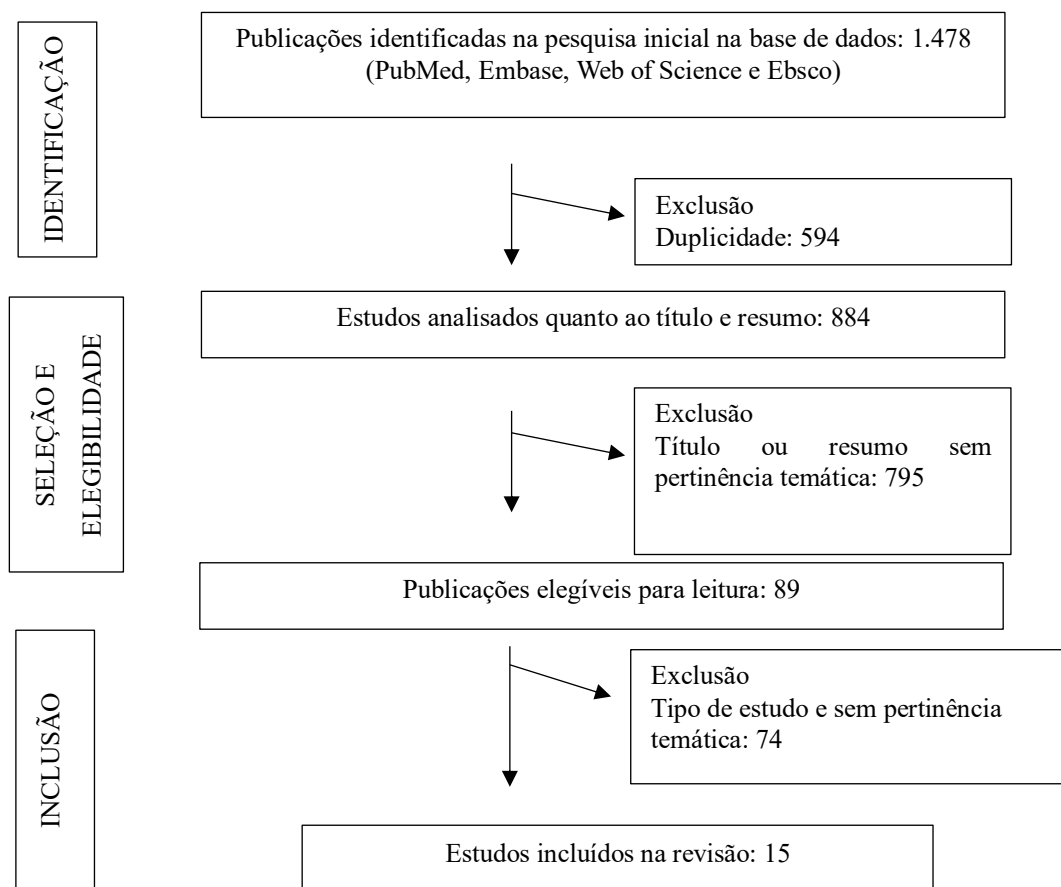 IDENTIFICAÇÃO
Publicações identificadas na pesquisa inicial na base de dados: 1.478
(PubMed, Embase, Web of Science e Ebsco)
Exclusão
Duplicidade: 594
SELEÇÃO E
ELEGIBILIDADE
Estudos analisados quanto ao título e resumo: 884
Exclusão
Título ou resumo sem
pertinência temática: 795
Publicações elegíveis para leitura: 89
INCLUSÃO
Exclusão
Tipo de estudo e sem pertinência
temática: 74
Estudos incluídos na revisão: 15